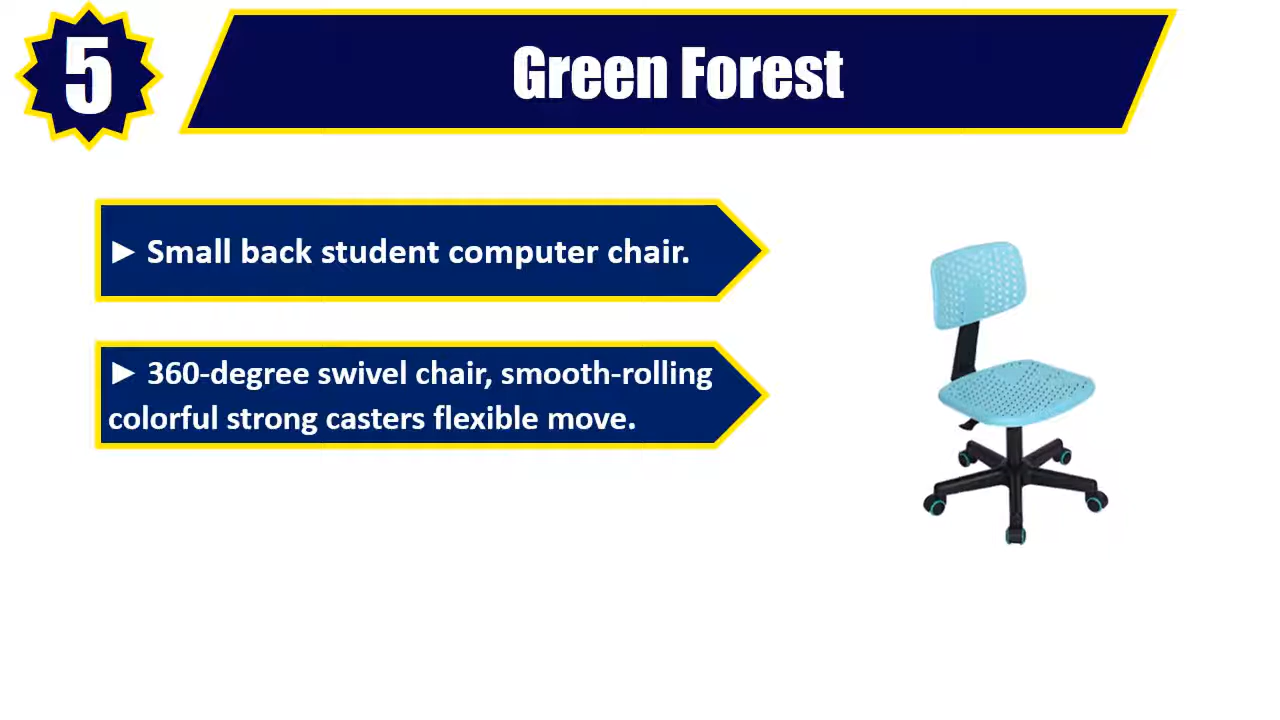 5
Green Forest
► Small back student computer chair.
► 360-degree swivel chair, smooth-rolling
colorful strong casters flexible move.